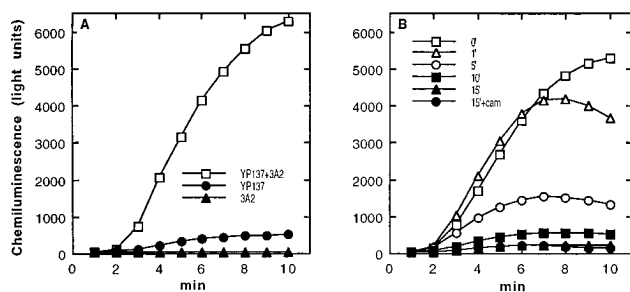 A
Chemiluminescence (light units)
6000
5000
4000
3000
2000
1000
0
YP137+3A2
YP137
3A2
0 2 4 6 8 10
min
B
6000
5000
4000
3000
2000
1000
0
0'
1'
5'
10'
15'
15'+cam
0 2 4 6 8 10
min